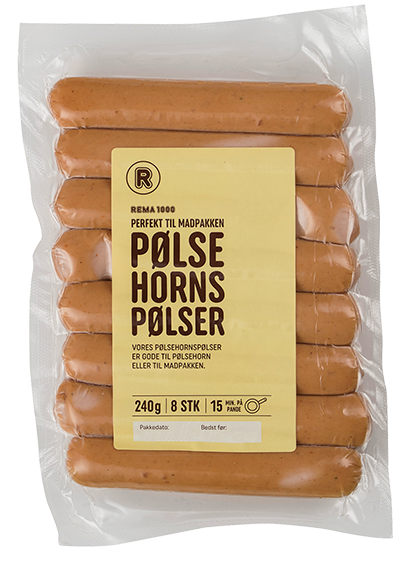 R
REMA 1000
PERFEKT TIL MADPAKKEN
PØLSE
HORNS
PØLSER
VORES PØLSEHORNSPØLSER
ER GODE TIL PØLSEHORN
ELLER TIL MADPAKKEN.
240g | 8 STK | 15 MIN. PÅ PANDE
Pakkedato: Bedst før: